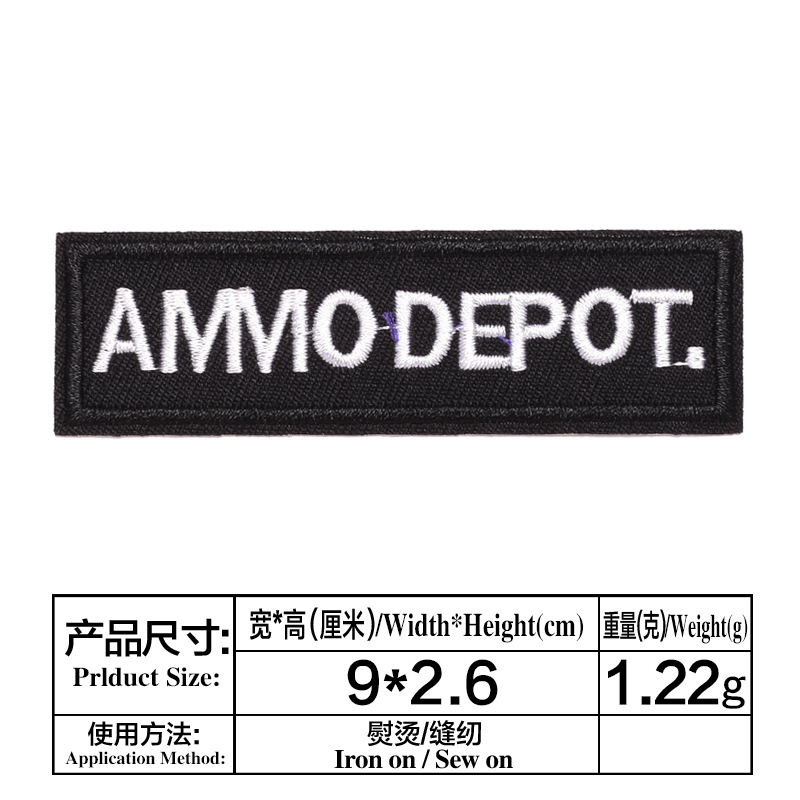 AMMO DEPOT.
产品尺寸:
Prlduct Size:
宽*高(厘米)/Width*Height(cm)
重量(克)/Weight(g)
9*2.6
1.22g
使用方法:
Application Method:
熨烫/缝纫
Iron on / Sew on